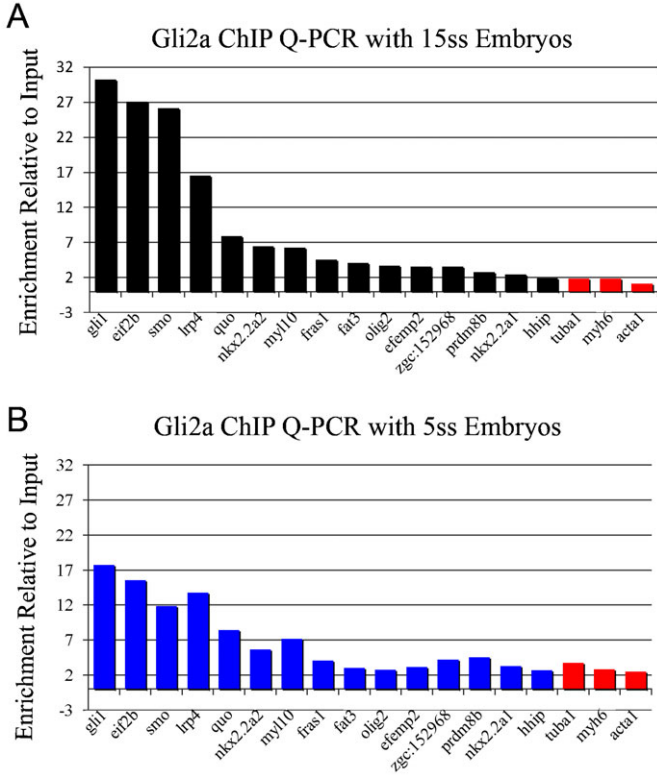 A
Gli2a ChIP Q-PCR with 15ss Embryos
Enrichment Relative to Input
32
27
22
17
12
7
2
-3
gli1
eif2b
smo
lrp4
quo
nkx2.2a2
myl10
fras1
fat3
olig2
efemp2
zgc:152968
prdm8b
nkx2.2a1
hhip
tuba1
myh6
acta1
B
Gli2a ChIP Q-PCR with 5ss Embryos
Enrichment Relative to Input
32
27
22
17
12
7
2
-3
gli1
eif2b
smo
lrp4
quo
nkx2.2a2
myl10
fras1
fat3
olig2
efemp2
zgc:152968
prdm8b
nkx2.2a1
hhip
tuba1
myh6
acta1